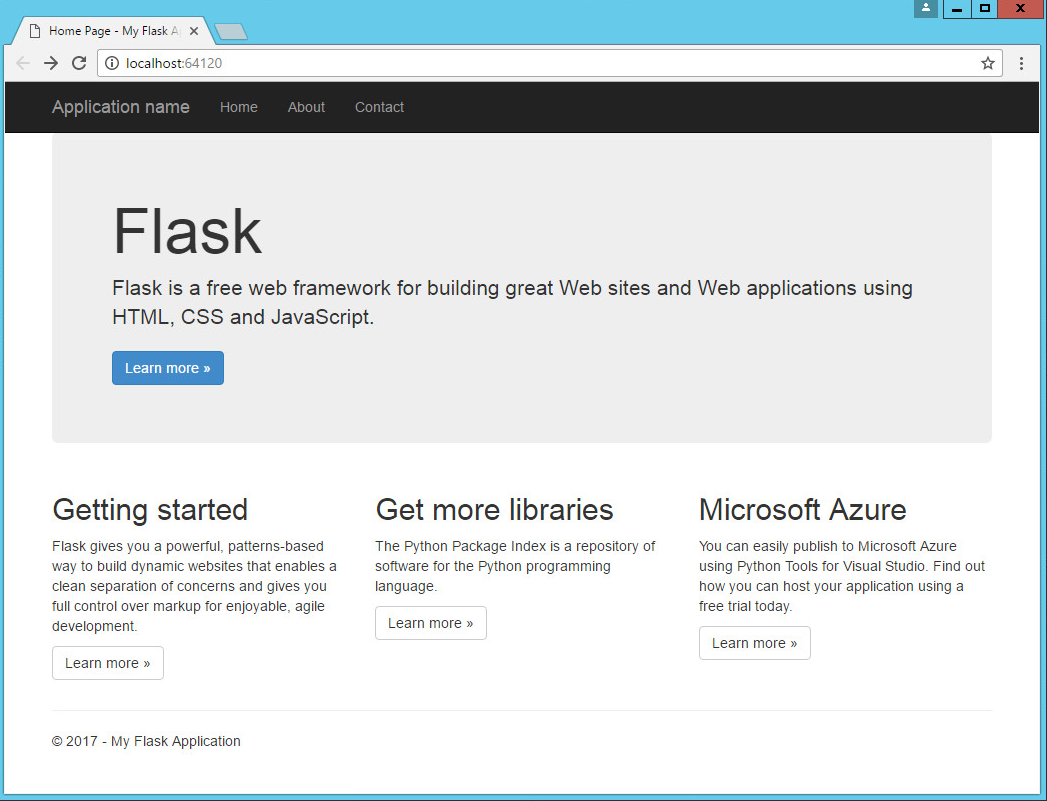 Home Page - My Flask A
localhost:64120
Application name Home About Contact
Flask
Flask is a free web framework for building great Web sites and Web applications using
HTML, CSS and JavaScript.
Learn more »
Getting started
Flask gives you a powerful, patterns-based
way to build dynamic websites that enables a
clean separation of concerns and gives you
full control over markup for enjoyable, agile
development.
Learn more »
Get more libraries
The Python Package Index is a repository of
software for the Python programming
language.
Learn more »
Microsoft Azure
You can easily publish to Microsoft Azure
using Python Tools for Visual Studio. Find out
how you can host your application using a
free trial today.
Learn more »
© 2017 - My Flask Application